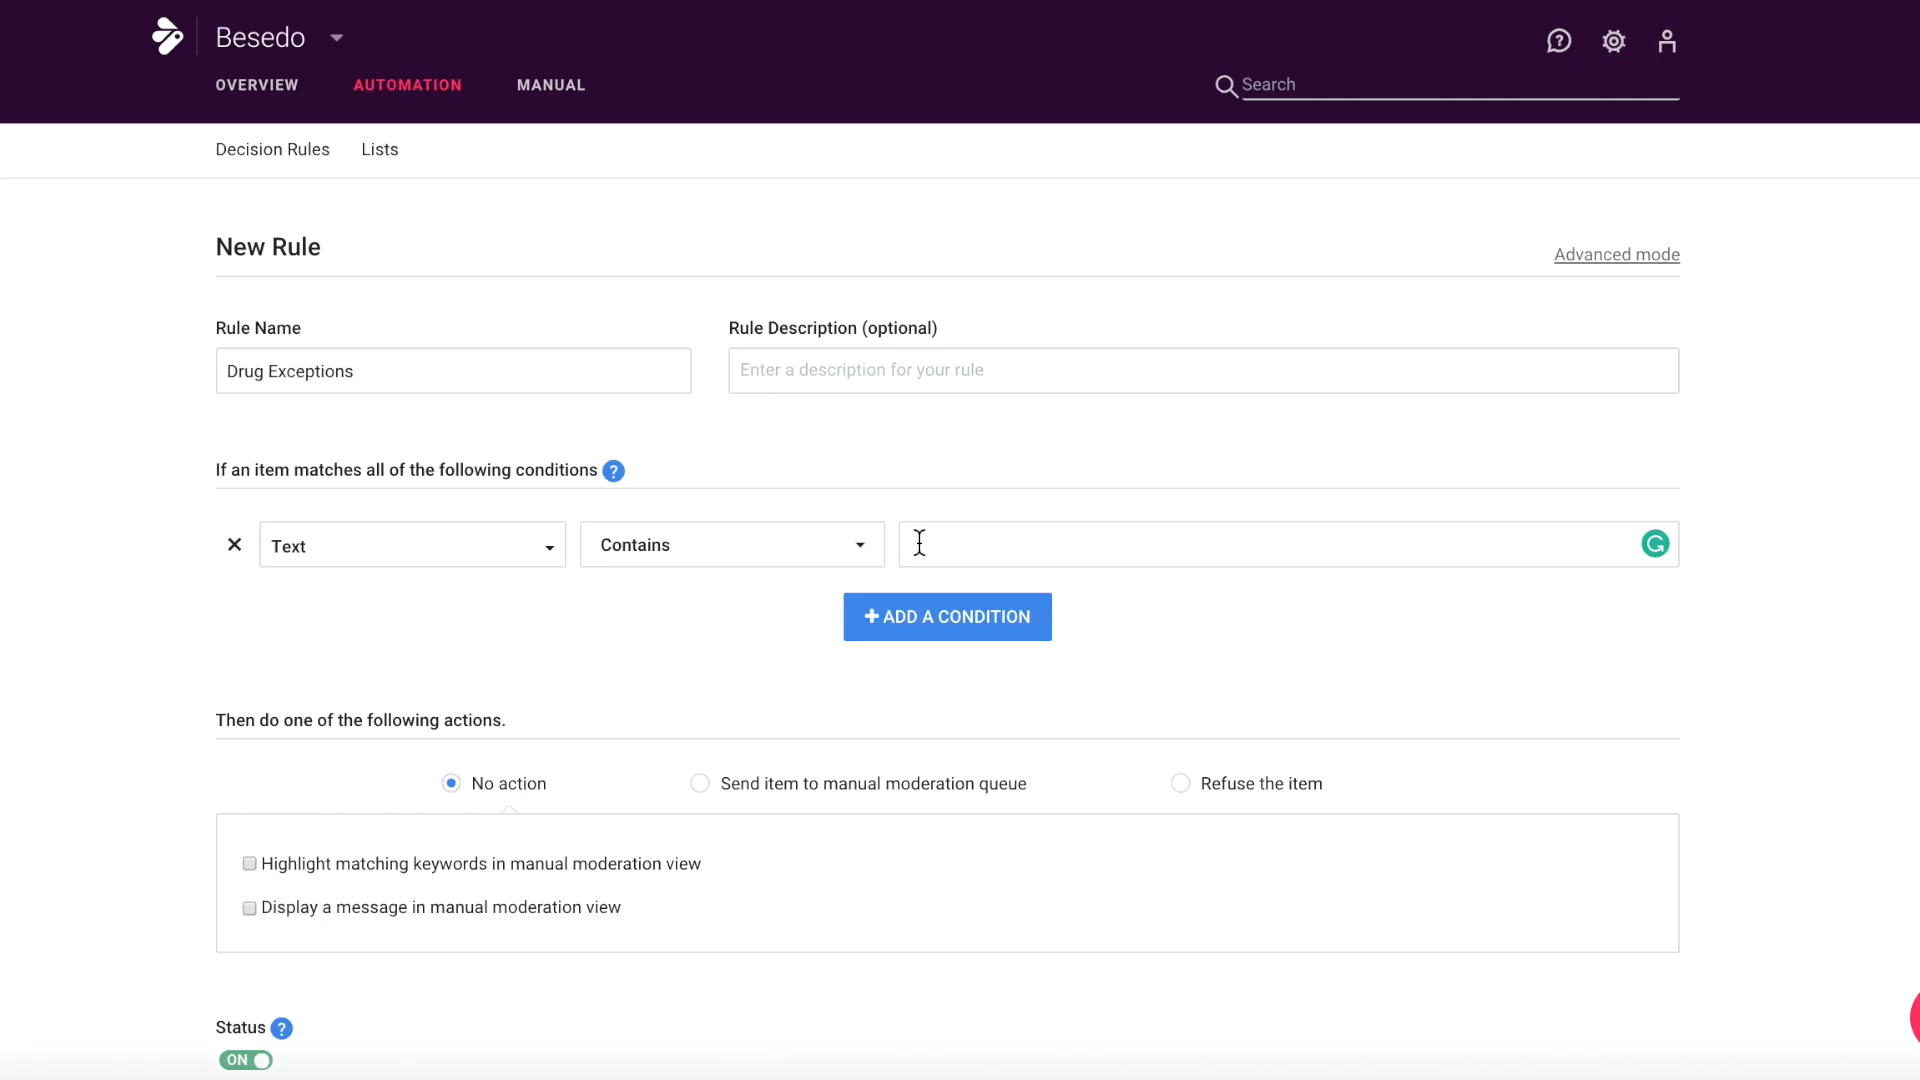 Besedo
OVERVIEW AUTOMATION MANUAL
Search
Decision Rules Lists
New Rule
Advanced mode
Rule Name Rule Description (optional)
Drug Exceptions Enter a description for your rule
If an item matches all of the following conditions ?
Text Contains
+ ADD A CONDITION
Then do one of the following actions.
No action Send item to manual moderation queue Refuse the item
Highlight matching keywords in manual moderation view
Display a message in manual moderation view
Status ?
ON